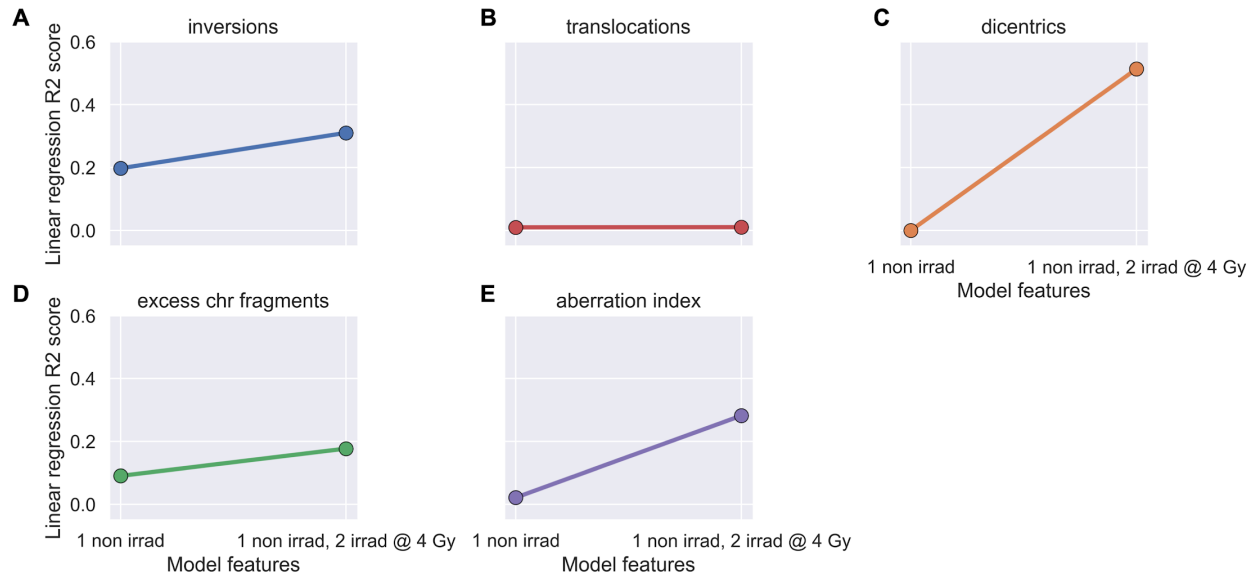 A
inversions
Linear regression R2 score
0.6
0.4
0.2
0.0
B
translocations
C
dicentrics
1 non irrad
1 non irrad, 2 irrad @ 4 Gy
Model features
D
excess chr fragments
Linear regression R2 score
0.6
0.4
0.2
0.0
1 non irrad
1 non irrad, 2 irrad @ 4 Gy
Model features
E
aberration index
1 non irrad
1 non irrad, 2 irrad @ 4 Gy
Model features